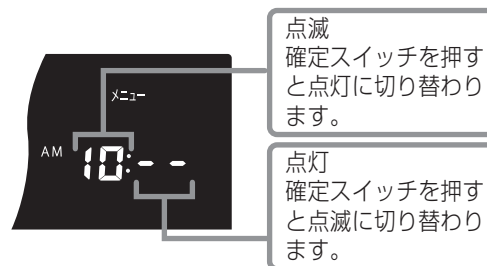 点滅
確定スイッチを押す
と点灯に切り替わり
ます。
メニュー
AM 10:--
点灯
確定スイッチを押す
と点滅に切り替わり
ます。